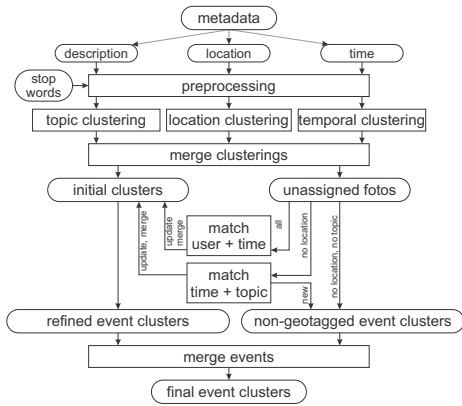 metadata
description
location
time
stop
words
preprocessing
topic clustering
location clustering
temporal clustering
merge clusterings
initial clusters
unassigned fotos
update, merge
update
merge
match
user + time
all
no location
no location, no topic
match
time + topic
new
refined event clusters
non-geotagged event clusters
merge events
final event clusters